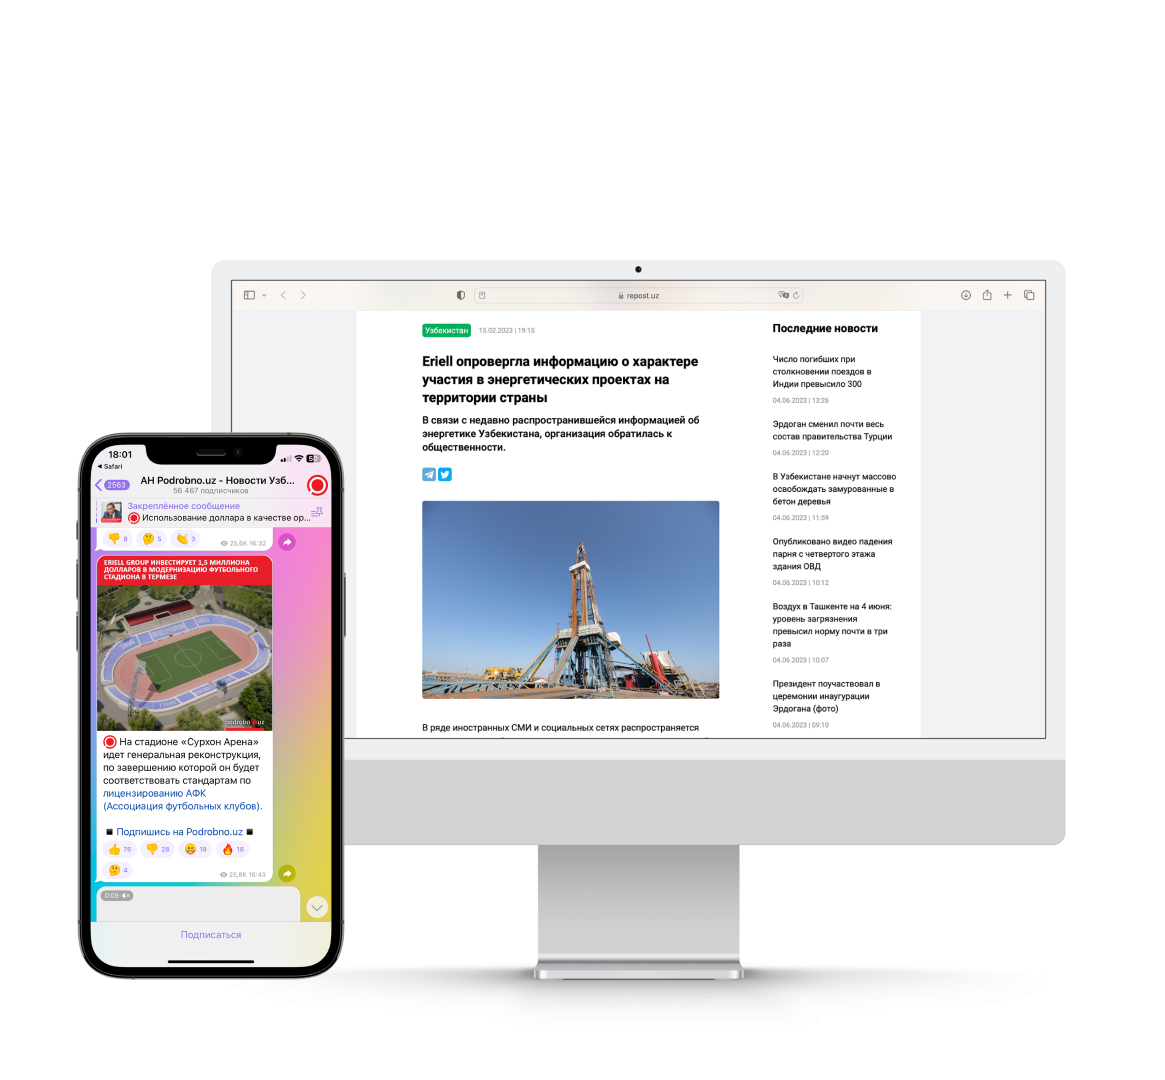 repost.uz
Узбекистан
15.02.2023 | 19:15
Eriell опровергла информацию о характере
участия в энергетических проектах на
территории страны
В связи с недавно распространившейся информацией об
энергетике Узбекистана, организация обратилась к
общественности.
В ряде иностранных СМИ и социальных сетях распространяется
Последние новости
Число погибших при
столкновении поездов в
Индии превысило 300
04.06.2023 | 13:26
Эрдоган сменил почти весь
состав правительства Турции
04.06.2023 | 12:20
В Узбекистане начнут массово
освобождать замурованные в
бетон деревья
04.06.2023 | 11:59
Опубликовано видео падения
парня с четвертого этажа
здания ОВД
04.06.2023 | 10:12
Воздух в Ташкенте на 4 июня:
уровень загрязнения
превысил норму почти в три
раза
04.06.2023 | 10:07
Президент поучаствовал в
церемонии инаугурации
Эрдогана (фото)
04.06.2023 | 09:10
18:01
Safari
2563
АН Podrobno.uz - Новости Узб...
56 467 подписчиков
Закреплённое сообщение
Использование доллара в качестве ор...
8 5 3 25,6K 16:32
ERIELL GROUP ИНВЕСТИРУЕТ 1,5 МИЛЛИОНА
ДОЛЛАРОВ В МОДЕРНИЗАЦИЮ ФУТБОЛЬНОГО
СТАДИОНА В ТЕРМЕЗЕ
podrobno uz
На стадионе «Сурхон Арена»
идет генеральная реконструкция,
по завершению которой он будет
соответствовать стандартам по
лицензированию АФК
(Ассоциация футбольных клубов).
Подпишись на Podrobno.uz
76 28 19 18
4 25,8K 16:43
0:09
Подписаться